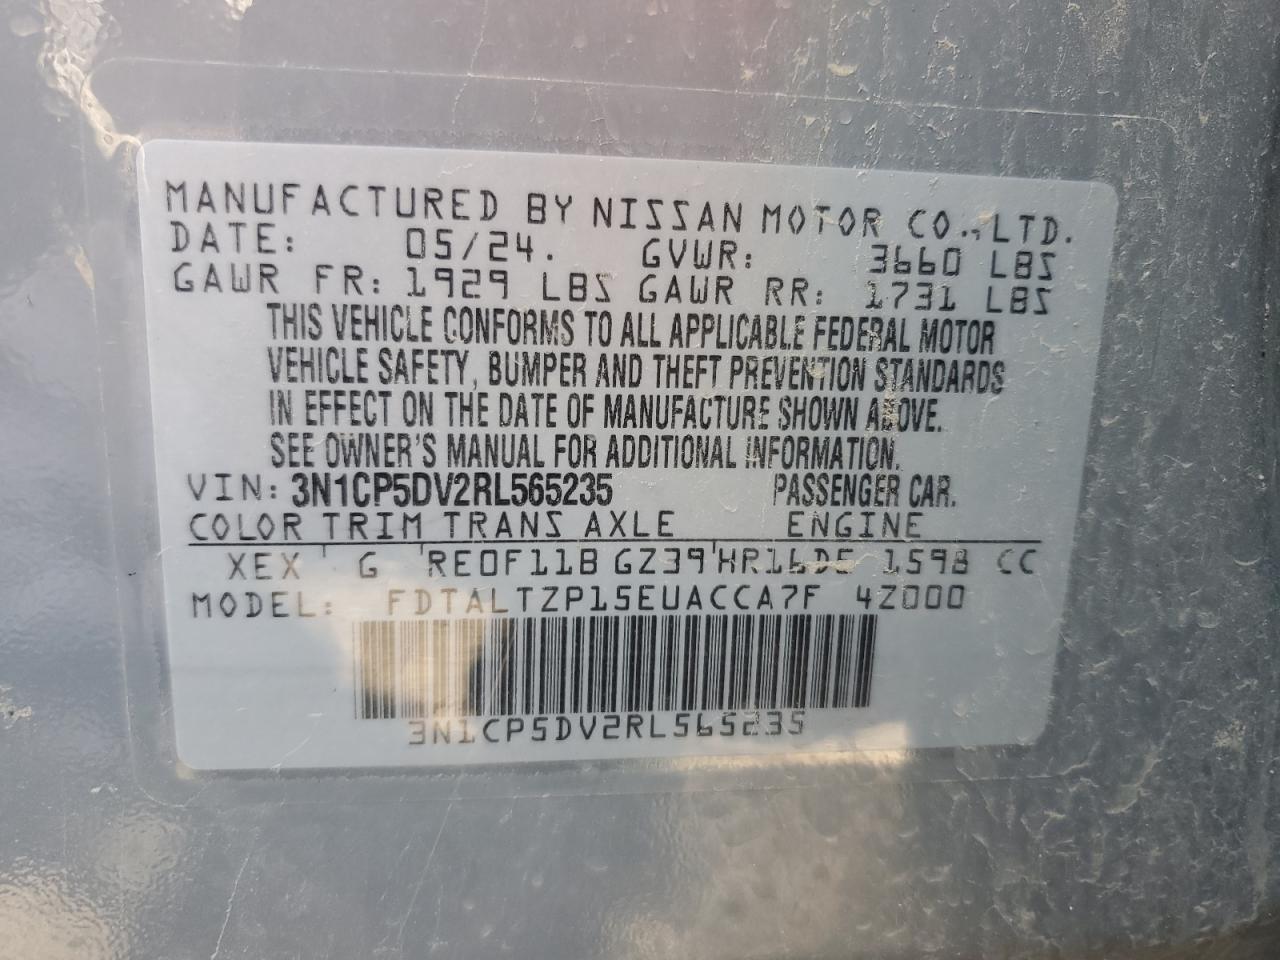 MANUFACTURED BY NISSAN MOTOR CO., LTD.
DATE: 05/24. GVWR: 3660 LBS
GAWR FR: 1929 LBS GAWR RR: 1731 LBS
THIS VEHICLE CONFORMS TO ALL APPLICABLE FEDERAL MOTOR
VEHICLE SAFETY, BUMPER AND THEFT PREVENTION STANDARDS
IN EFFECT ON THE DATE OF MANUFACTURE SHOWN ABOVE.
SEE OWNER'S MANUAL FOR ADDITIONAL INFORMATION.
VIN: 3N1CP5DV2RL565235 PASSENGER CAR.
COLOR TRIM TRANS AXLE ENGINE
XEX ' G ' RE0F11B GZ39 ' HR16DE 1598 CC
MODEL: FDTALTZP15EUACCA7F 4Z000
3N1CP5DV2RL565235